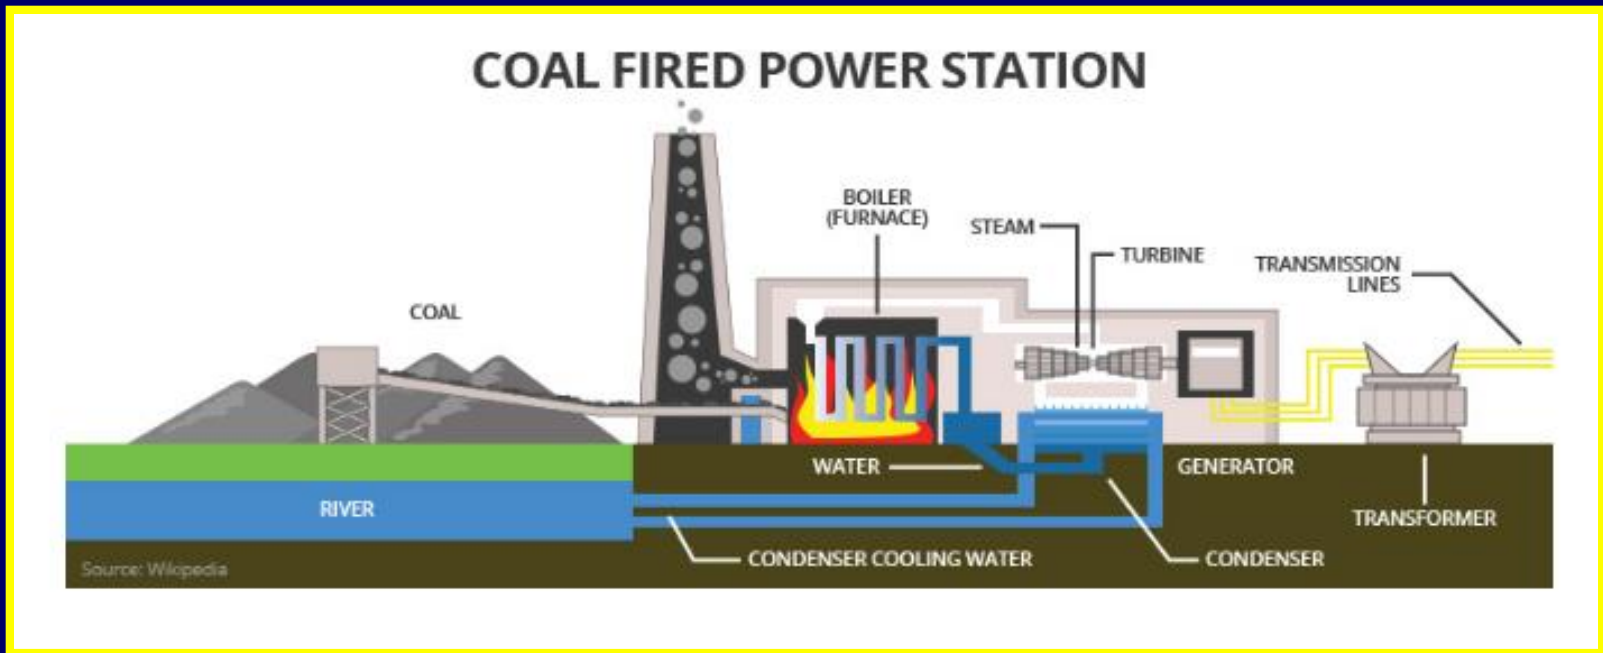 COAL FIRED POWER STATION
BOILER
(FURNACE)
STEAM
TURBINE
TRANSMISSION
LINES
COAL
WATER
GENERATOR
RIVER
TRANSFORMER
CONDENSER COOLING WATER
CONDENSER
Source: Wikipedia